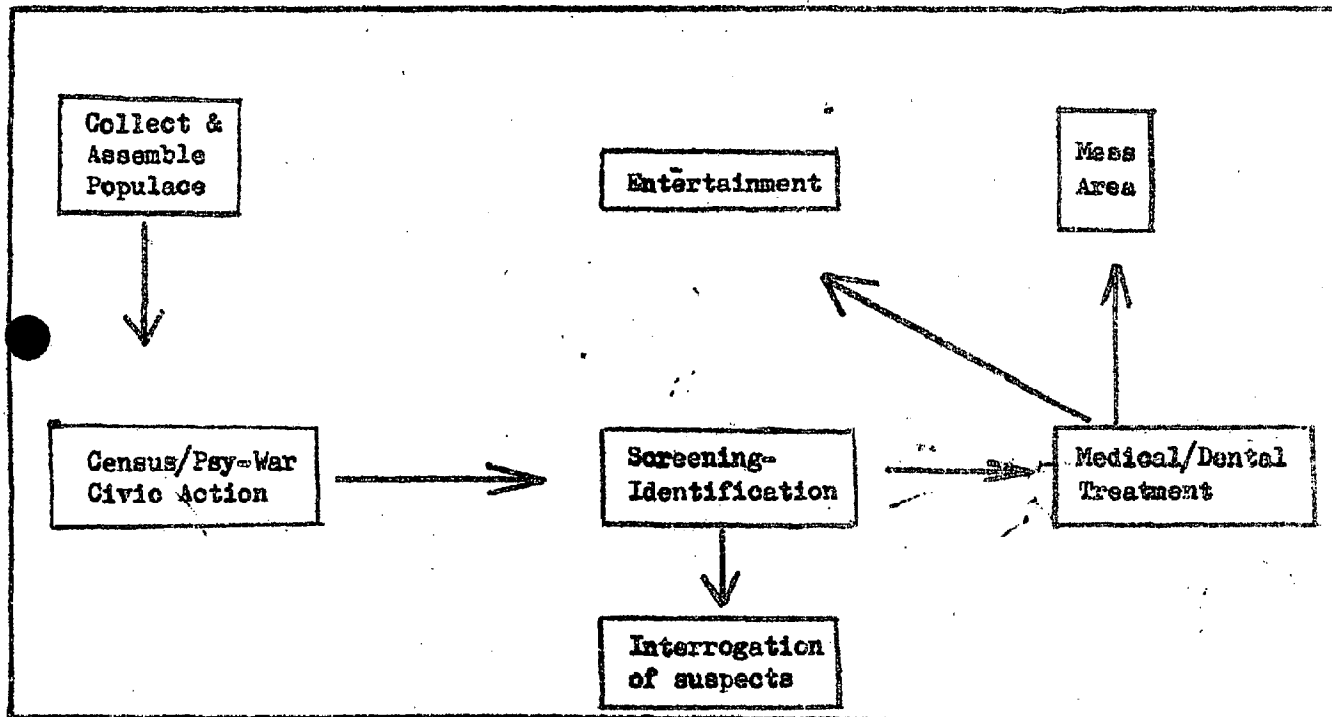 Collect &
Assemble
Populace
Entertainment
Mess
Area
Census/Psy-War
Civic Action
Screening-
Identification
Medical/Dental
Treatment
Interrogation
of suspects